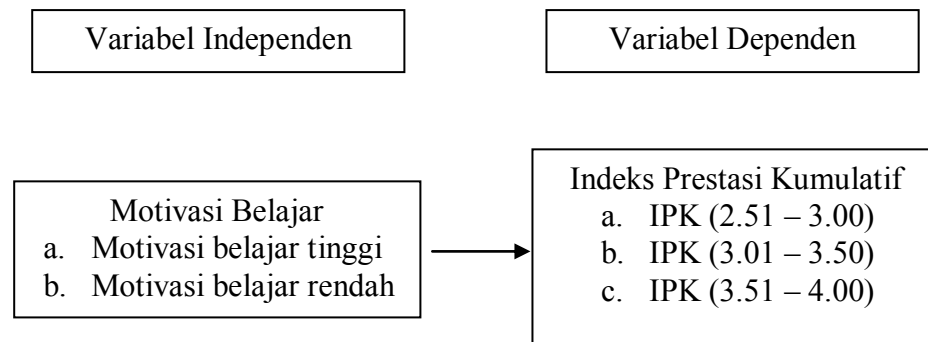 Variabel Independen
Variabel Dependen
Motivasi Belajar
a. Motivasi belajar tinggi
b. Motivasi belajar rendah
Indeks Prestasi Kumulatif
a. IPK (2.51 – 3.00)
b. IPK (3.01 – 3.50)
c. IPK (3.51 – 4.00)